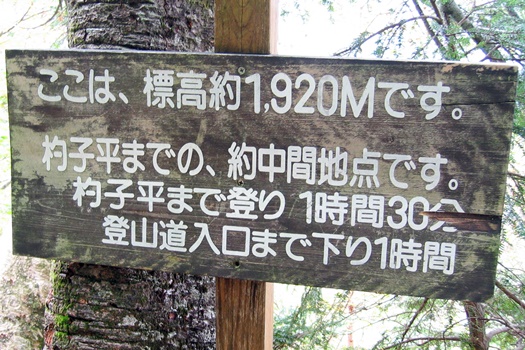 ここは、標高約1,920Mです。
杓子平までの、約中間地点です。
杓子平まで登り 1時間30分
登山道入口まで下り1時間